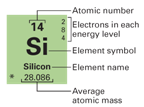 Atomic number
14
2
8
4
Electrons in each
energy level
Si
Element symbol
Silicon
Element name
28.086
Average
atomic mass